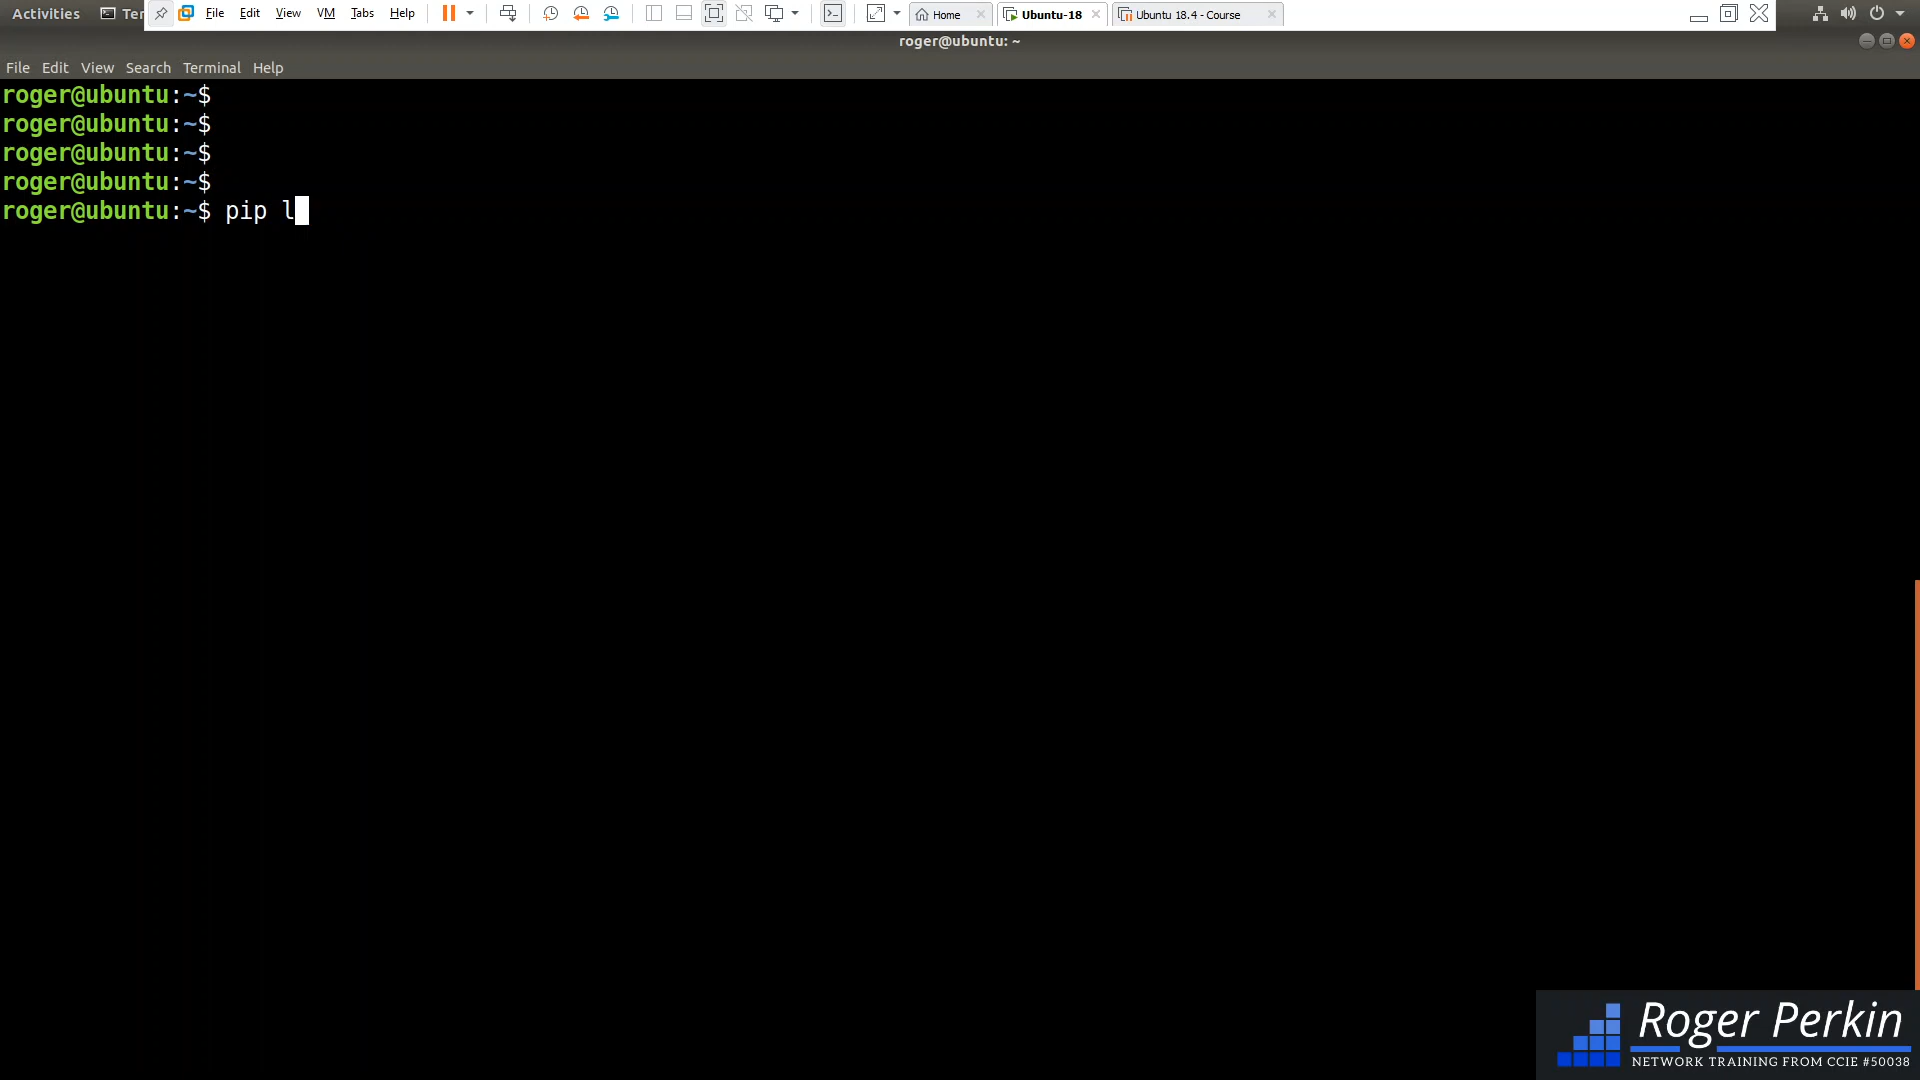 Activities Ter File Edit View VM Tabs Help Home Ubuntu-18 Ubuntu 18.4 - Course
roger@ubuntu: ~
File Edit View Search Terminal Help
roger@ubuntu:~$
roger@ubuntu:~$
roger@ubuntu:~$
roger@ubuntu:~$
roger@ubuntu:~$ pip l
Roger Perkin
NETWORK TRAINING FROM CCIE #50038